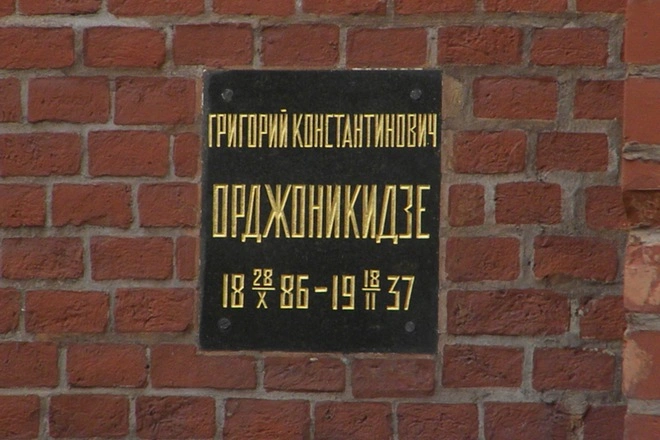 ГРИГОРИЙ КОНСТАНТИНОВИЧ
ОРДЖОНИКИДЗЕ
18 28/X 86-19 18/II 37